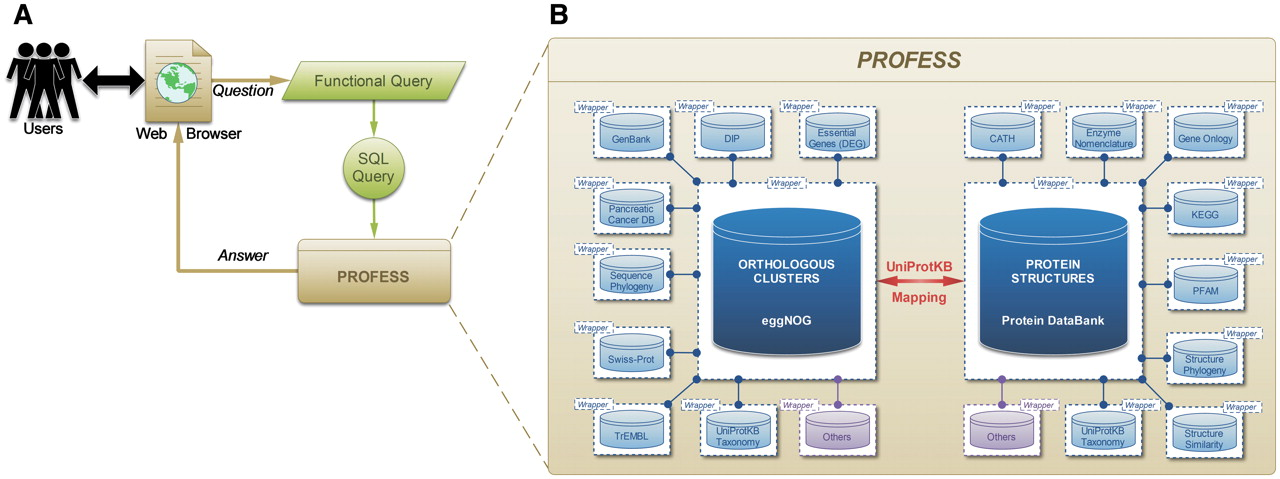 A
Users
Web Browser
Question
Functional Query
SQL
Query
Answer
PROFESS
B
PROFESS
Wrapper
GenBank
Wrapper
DIP
Wrapper
Essential
Genes (DEG)
Wrapper
Pancreatic
Cancer DB
Wrapper
Sequence
Phylogeny
Wrapper
Swiss-Prot
Wrapper
TrEMBL
Wrapper
UniProtKB
Taxonomy
Wrapper
Others
Wrapper
ORTHOLOGOUS
CLUSTERS
eggNOG
UniProtKB
Mapping
Wrapper
PROTEIN
STRUCTURES
Protein DataBank
Wrapper
CATH
Wrapper
Enzyme
Nomenclature
Wrapper
Gene Onlogy
Wrapper
KEGG
Wrapper
PFAM
Wrapper
Structure
Phylogeny
Wrapper
Others
Wrapper
UniProtKB
Taxonomy
Wrapper
Structure
Similarity